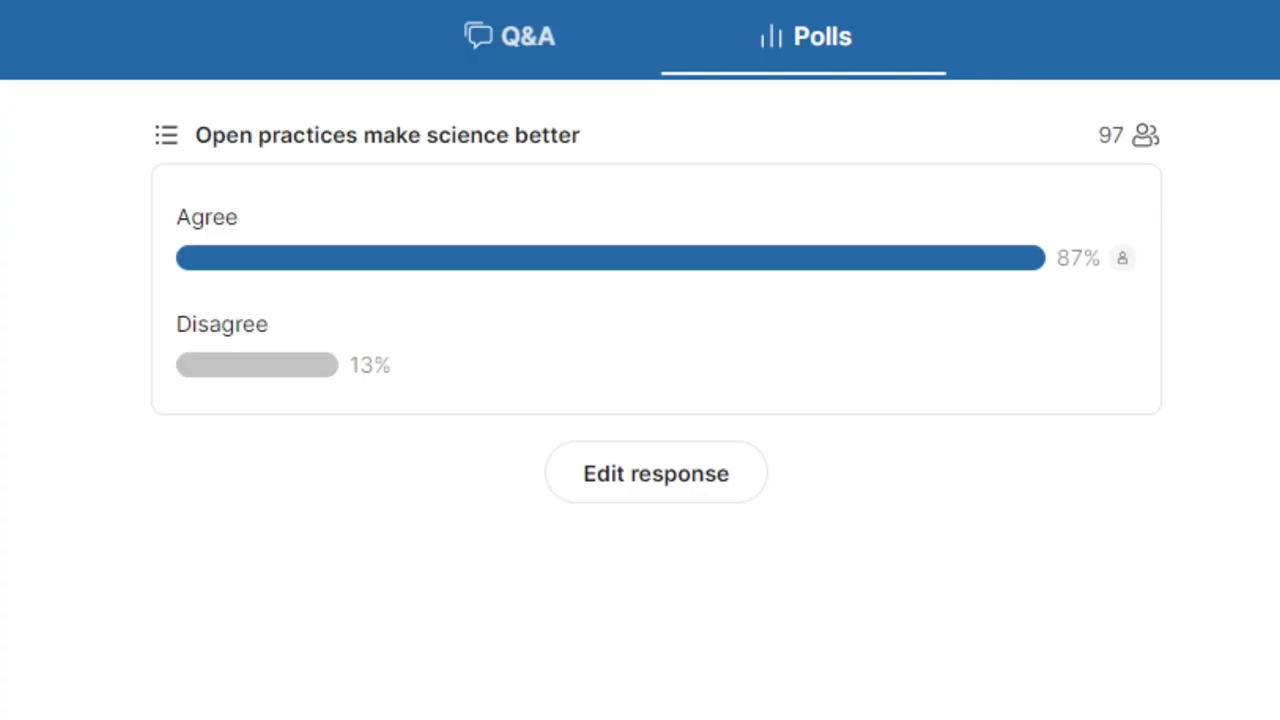 Q&A Polls
Open practices make science better 97
Agree
87%
Disagree
13%
Edit response